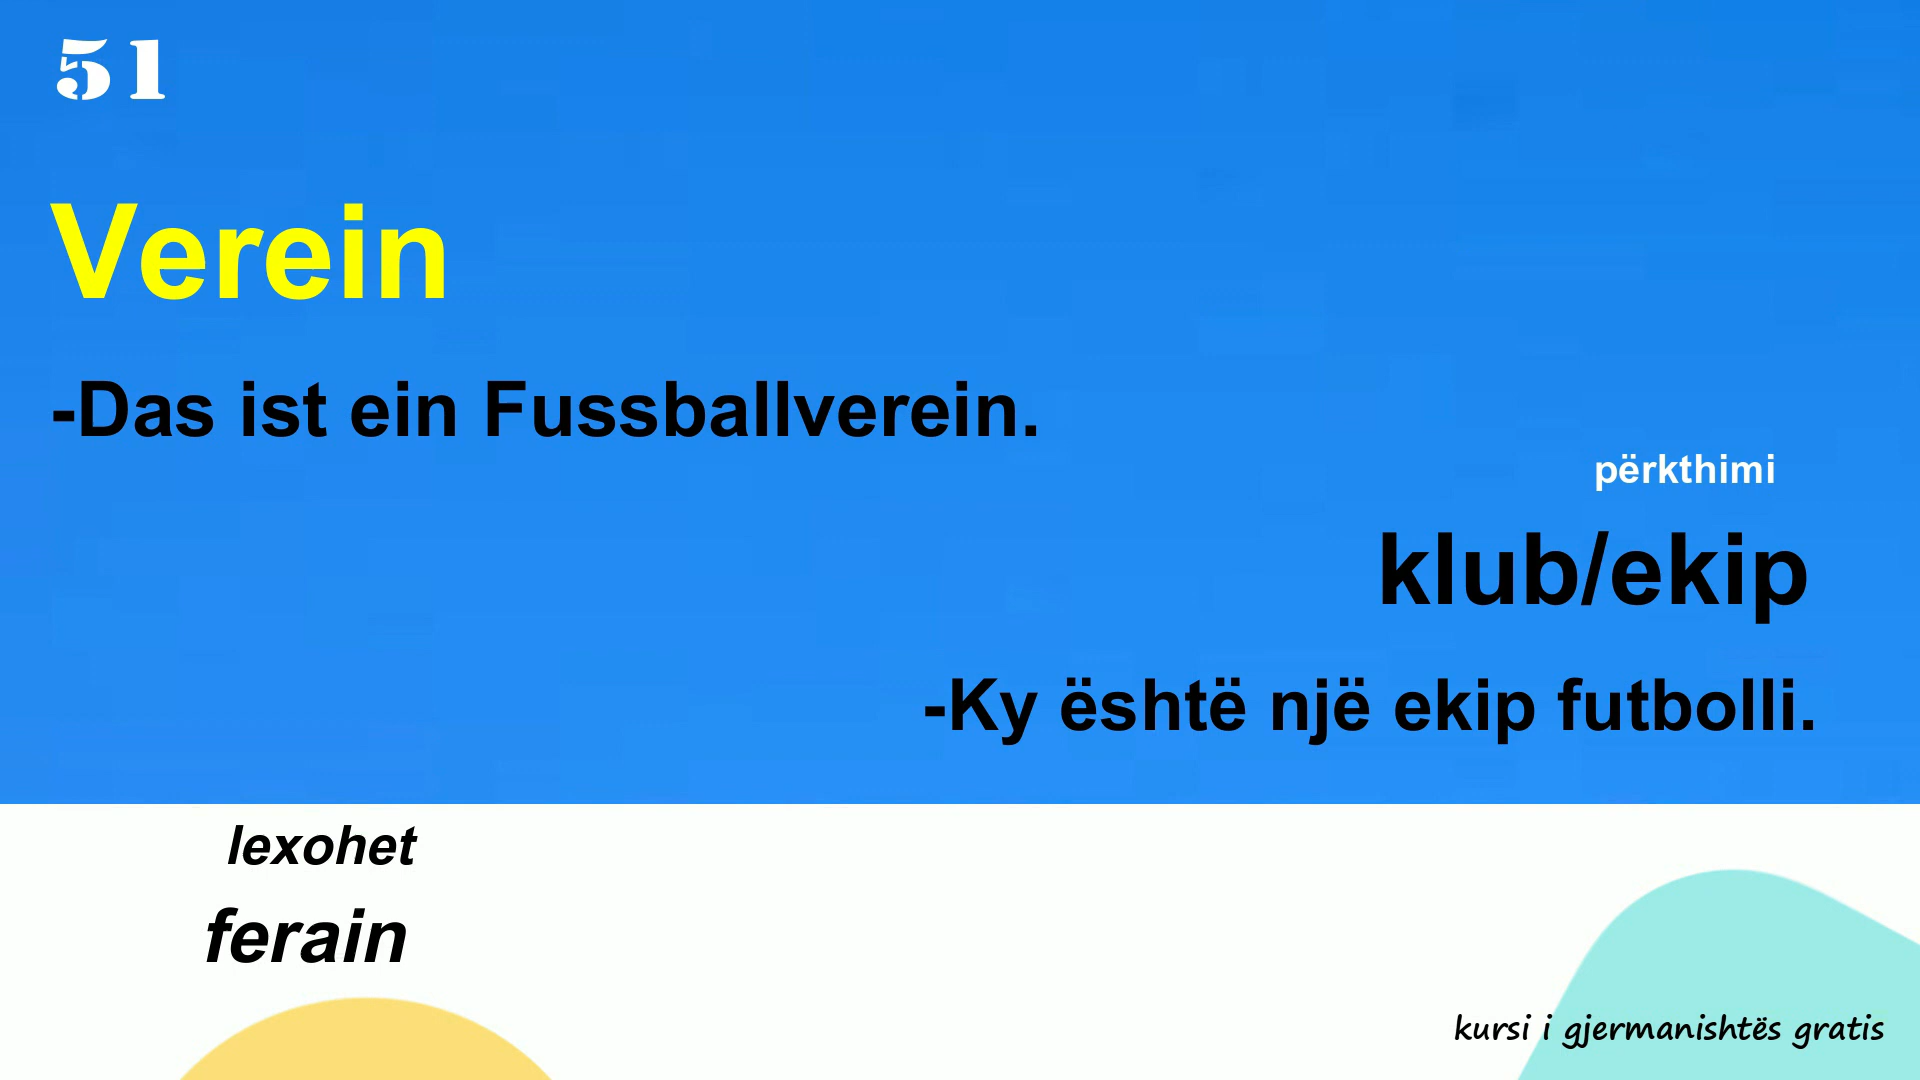 51
Verein
-Das ist ein Fussballverein.
përkthimi
klub/ekip
-Ky është një ekip futbolli.
lexohet
ferain
kursi i gjermanishtës gratis